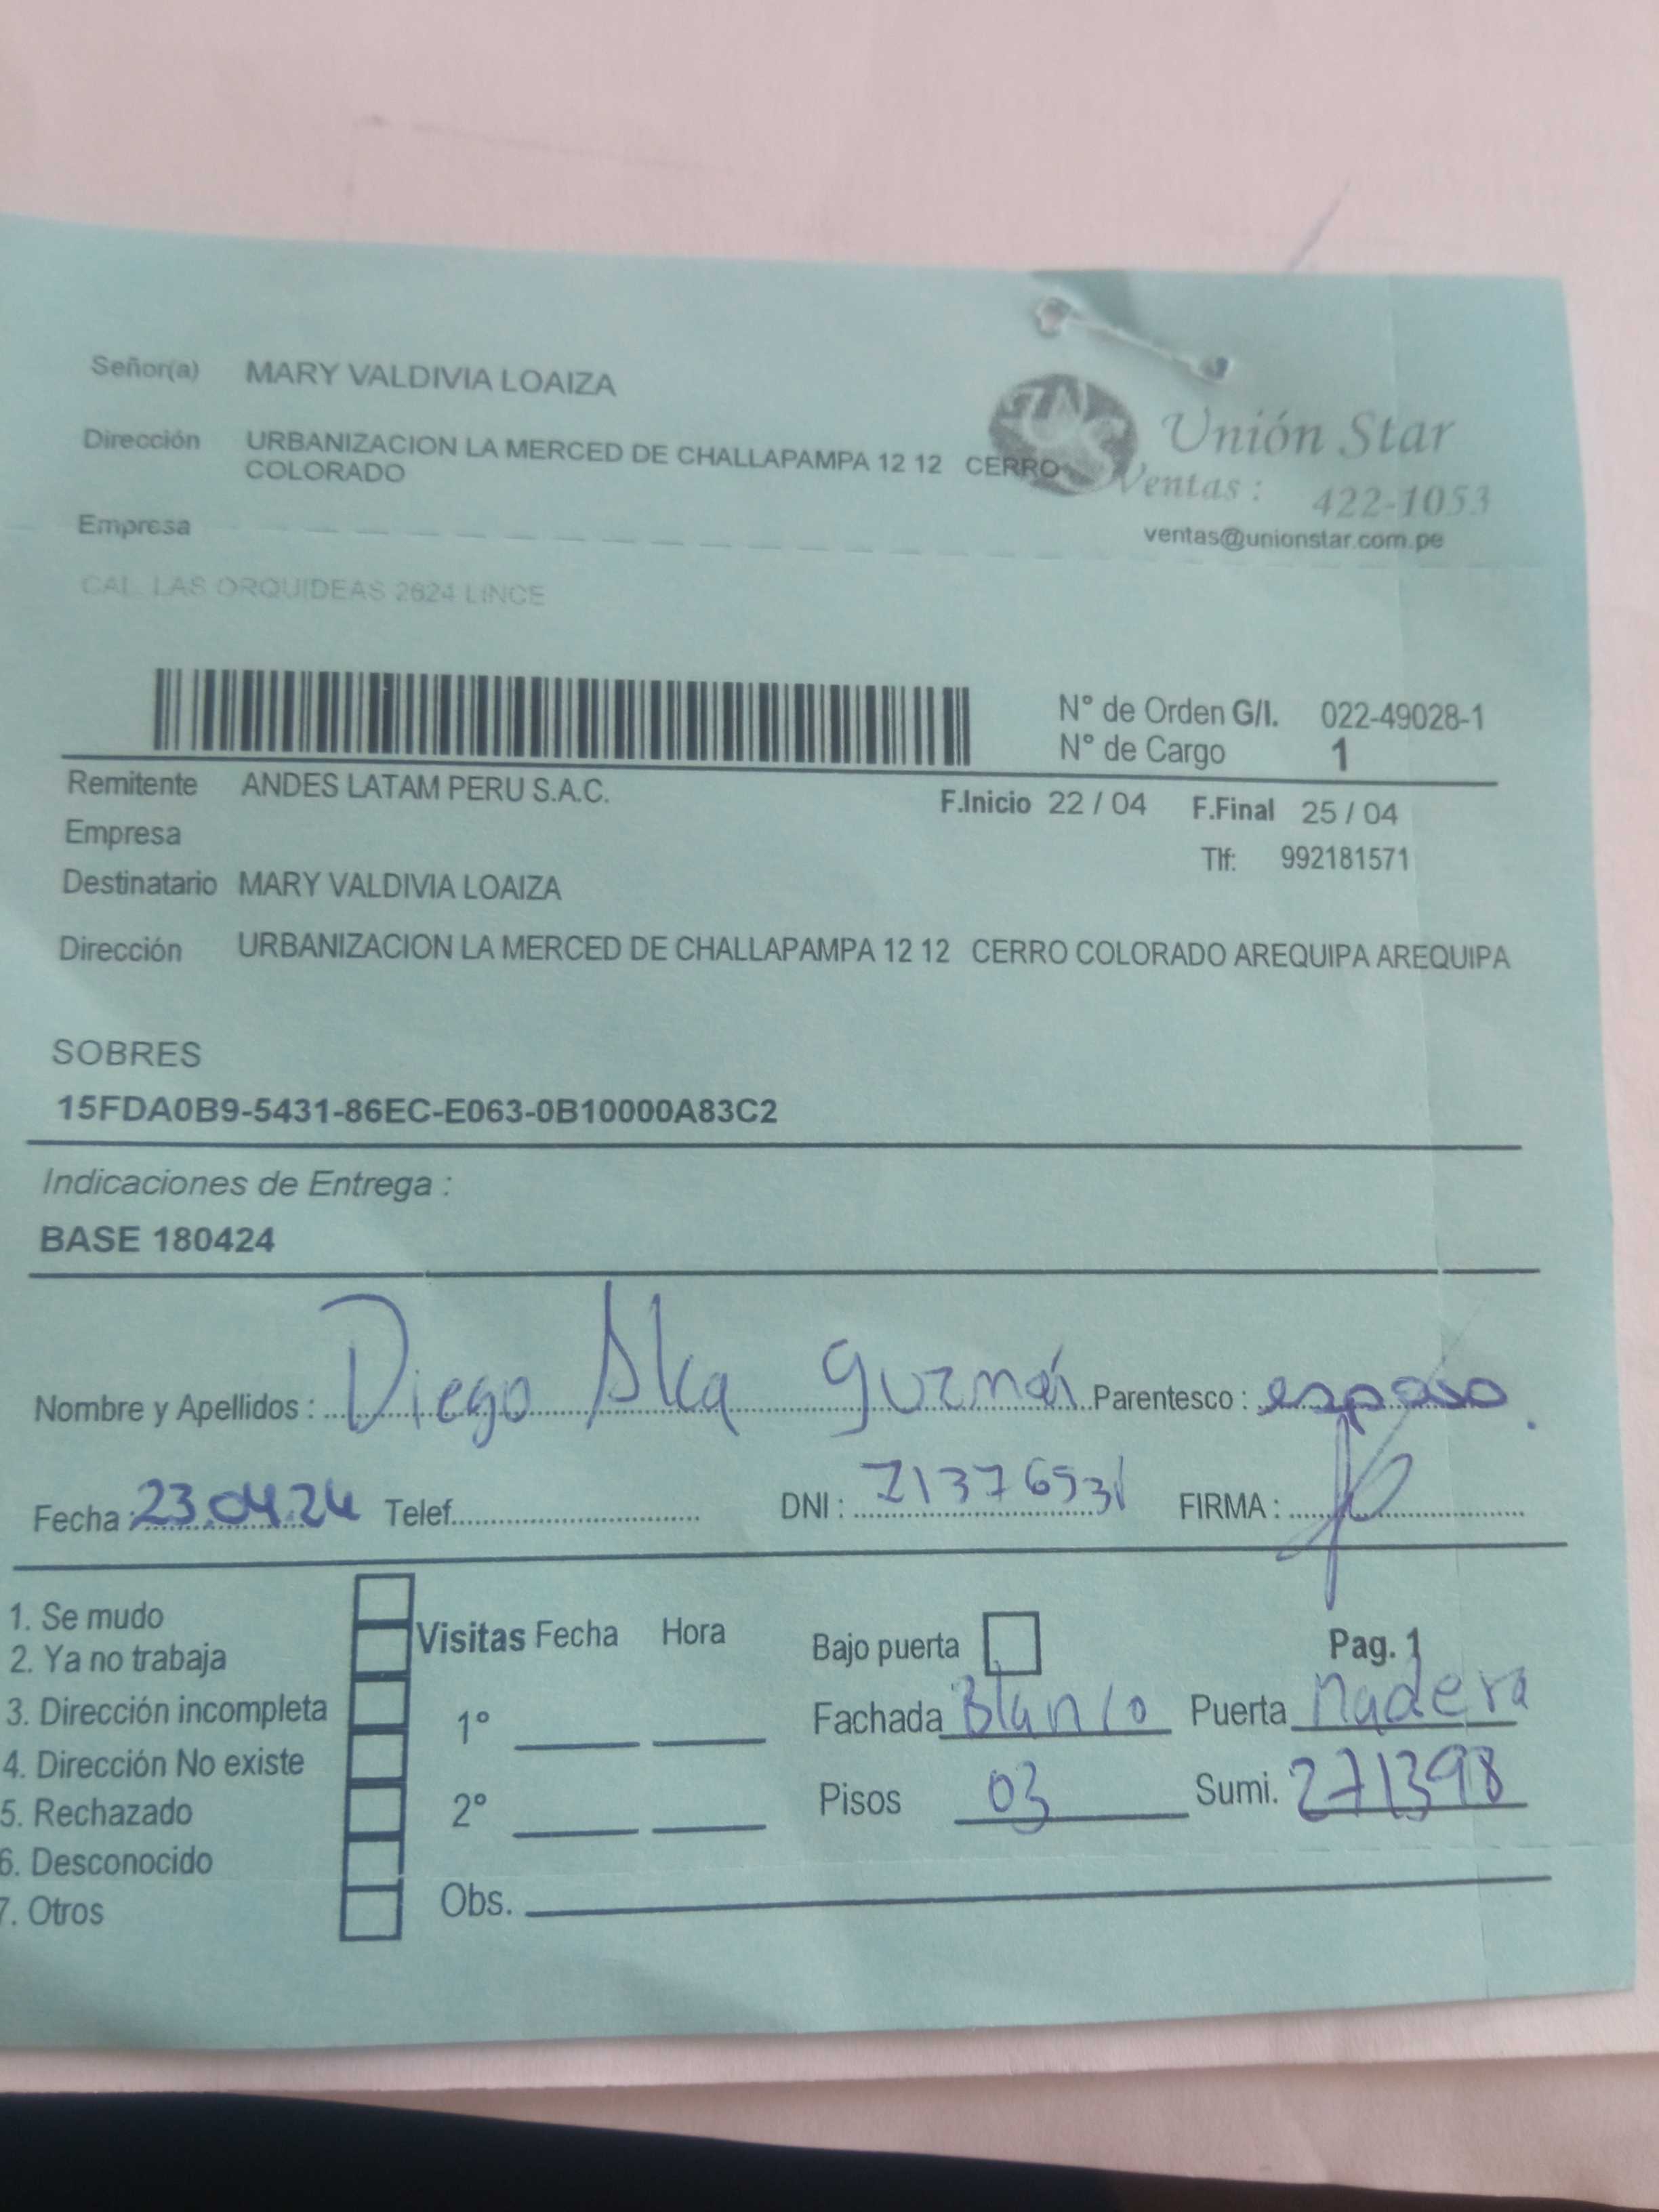 Señor(a) MARY VALDIVIA LOAIZA
Dirección URBANIZACION LA MERCED DE CHALLAPAMPA 12 12 CERRO
COLORADO
Unión Star
Ventas : 422-1053
ventas@unionstar.com.pe
Empresa
CAL. LAS ORQUIDEAS 2624 LINCE
N° de Orden G/I. 022-49028-1
N° de Cargo 1
Remitente ANDES LATAM PERU S.A.C.
F.Inicio 22 / 04 F.Final 25 / 04
Empresa
Tlf: 992181571
Destinatario MARY VALDIVIA LOAIZA
Dirección URBANIZACION LA MERCED DE CHALLAPAMPA 12 12 CERRO COLORADO AREQUIPA AREQUIPA
SOBRES
15FDA0B9-5431-86EC-E063-0B10000A83C2
Indicaciones de Entrega :
BASE 180424
Nombre y Apellidos : Diego Guzmán Parentesco : esposo.
Fecha : 23.04.24 Telef. DNI : FIRMA :
1. Se mudo
2. Ya no trabaja
3. Dirección incompleta
4. Dirección No existe
5. Rechazado
6. Desconocido
7. Otros
Visitas Fecha Hora
1°
2°
Obs.
Bajo puerta Pag. 1
Fachada Blanco Puerta Madera
Pisos 03 Sumi. 271398